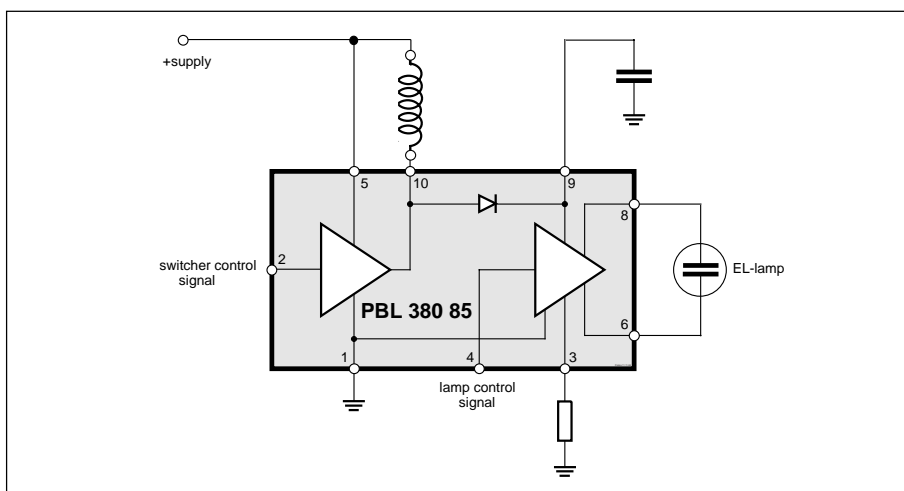 +supply
5
10
9
8
2
switcher control
signal
EL-lamp
PBL 380 85
6
1
4
3
lamp control
signal